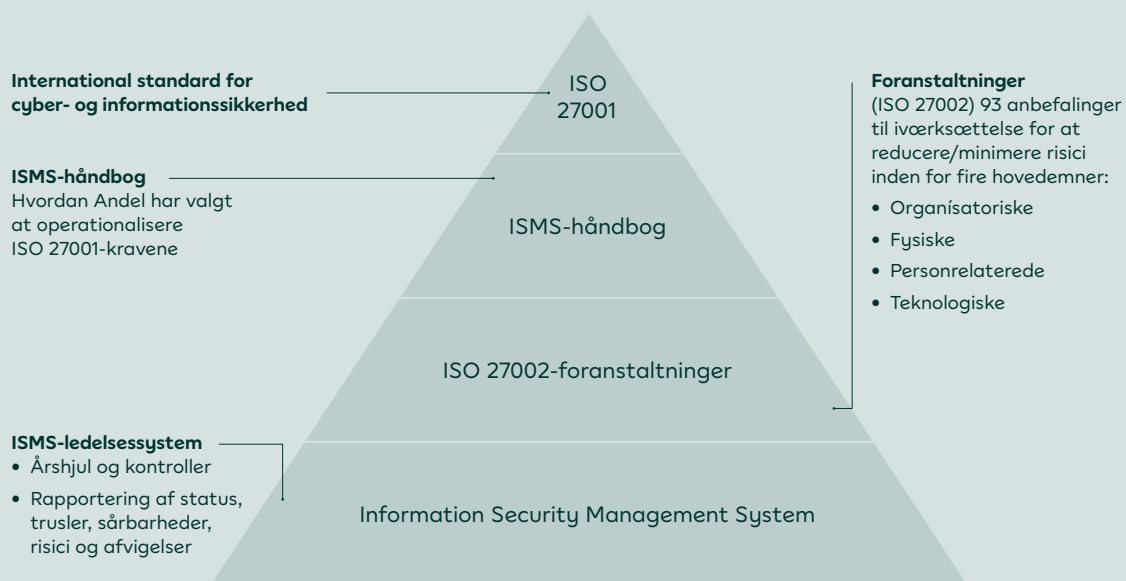 International standard for
cyber- og informationssikkerhed
ISMS-håndbog
Hvordan Andel har valgt
at operationalisere
ISO 27001-kravene
ISMS-ledelsessystem
• Årshjul og kontroller
• Rapportering af status,
trusler, sårbarheder,
risici og afvigelser
ISO
27001
ISMS-håndbog
ISO 27002-foranstaltninger
Information Security Management System
Foranstaltninger
(ISO 27002) 93 anbefalinger
til iværksættelse for at
reducere/minimere risici
inden for fire hovedemner:
• Organísatoriske
• Fysiske
• Personrelaterede
• Teknologiske